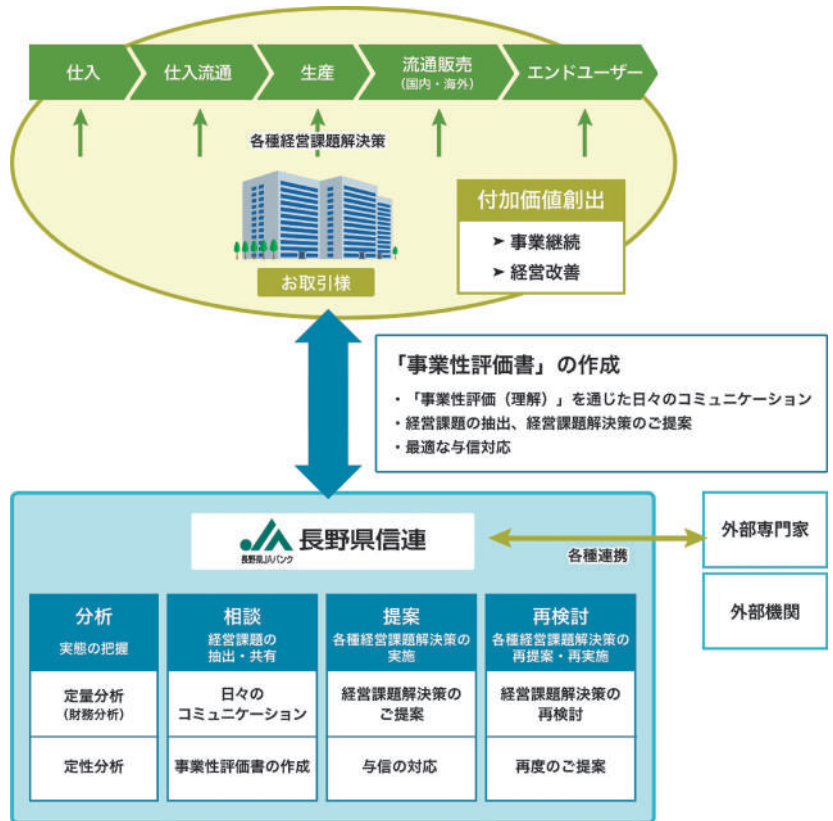 仕入
仕入流通
生産
流通販売
(国内・海外)
エンドユーザー
各種経営課題解決策
お取引様
付加価値創出
➤ 事業継続
➤ 経営改善
「事業性評価書」の作成
・「事業性評価（理解）」を通じた日々のコミュニケーション
・経営課題の抽出、経営課題解決策のご提案
・最適な与信対応
JA
長野県JAバンク
長野県信連
各種連携
外部専門家
外部機関
分析
実態の把握
定量分析
(財務分析)
定性分析
相談
経営課題の
抽出・共有
日々の
コミュニケーション
事業性評価書の作成
提案
各種経営課題解決策の
実施
経営課題解決策の
ご提案
与信の対応
再検討
各種経営課題解決策の
再提案・再実施
経営課題解決策の
再検討
再度のご提案